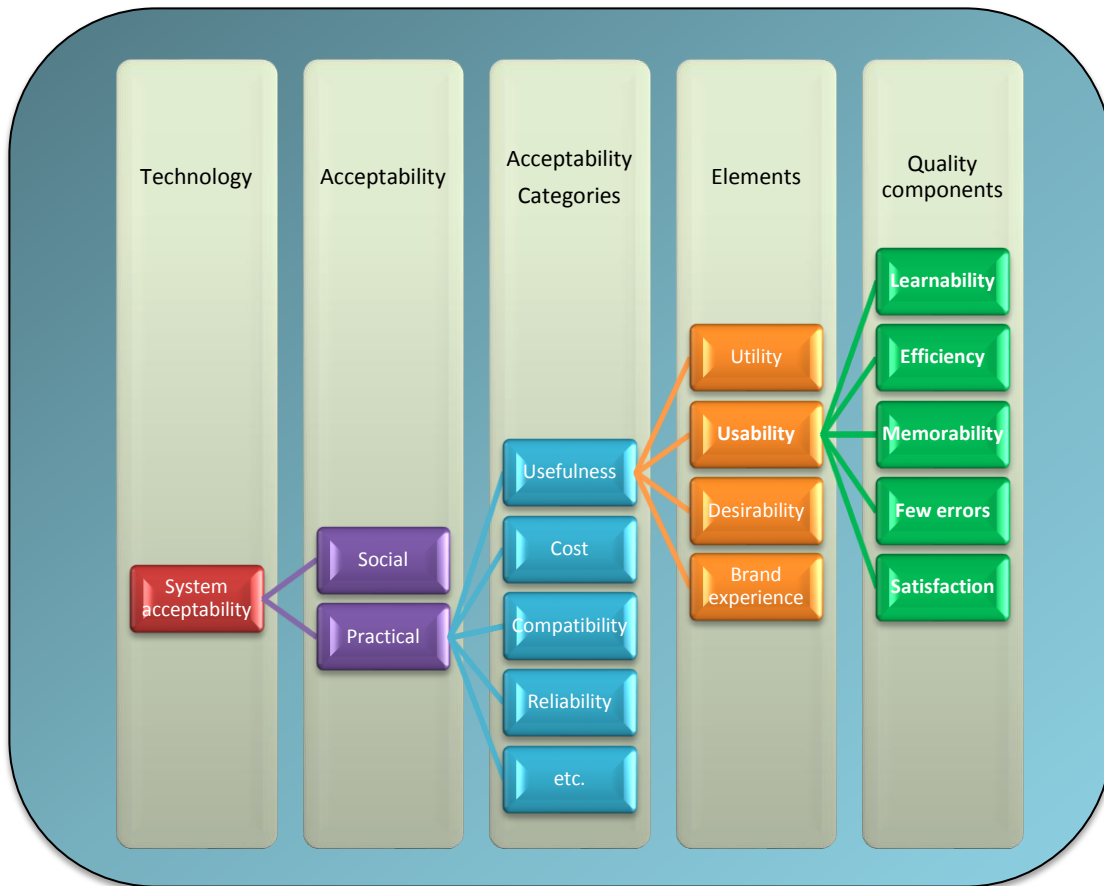 Technology
Acceptability
Acceptability
Categories
Elements
Quality
components
System
acceptability
Social
Practical
Usefulness
Cost
Compatibility
Reliability
etc.
Utility
Usability
Desirability
Brand
experience
Learnability
Efficiency
Memorability
Few errors
Satisfaction